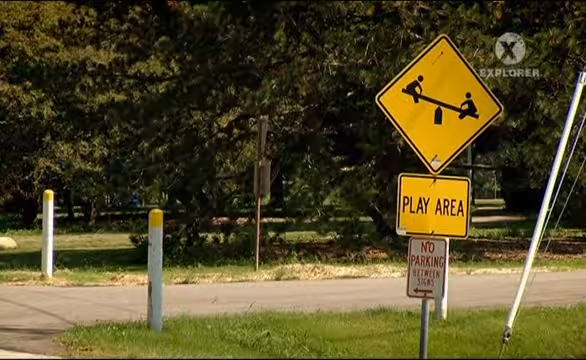 X
EXPLORER
PLAY AREA
NO
PARKING
BETWEEN
SIGNS